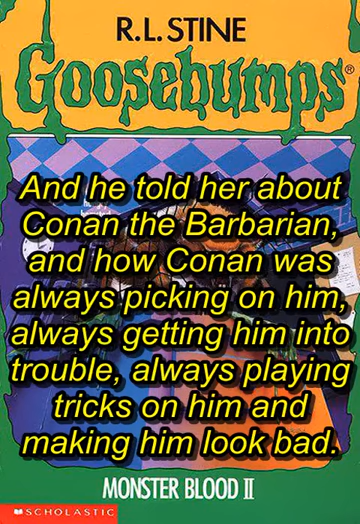 R.L. STINE
Goosebumps®
And he told her about
Conan the Barbarian,
and how Conan was
always picking on him,
always getting him into
trouble, always playing
tricks on him and
making him look bad.
MONSTER BLOOD II
SCHOLASTIC